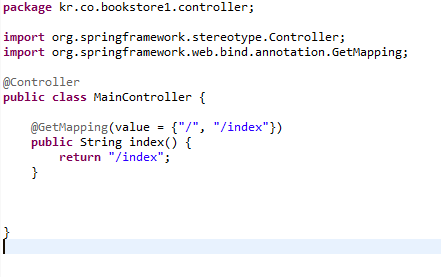 package kr.co.bookstore1.controller;
import org.springframework.stereotype.Controller;
import org.springframework.web.bind.annotation.GetMapping;
@Controller
public class MainController {
@GetMapping(value = {"/", "/index"})
public String index() {
return "/index";
}
}